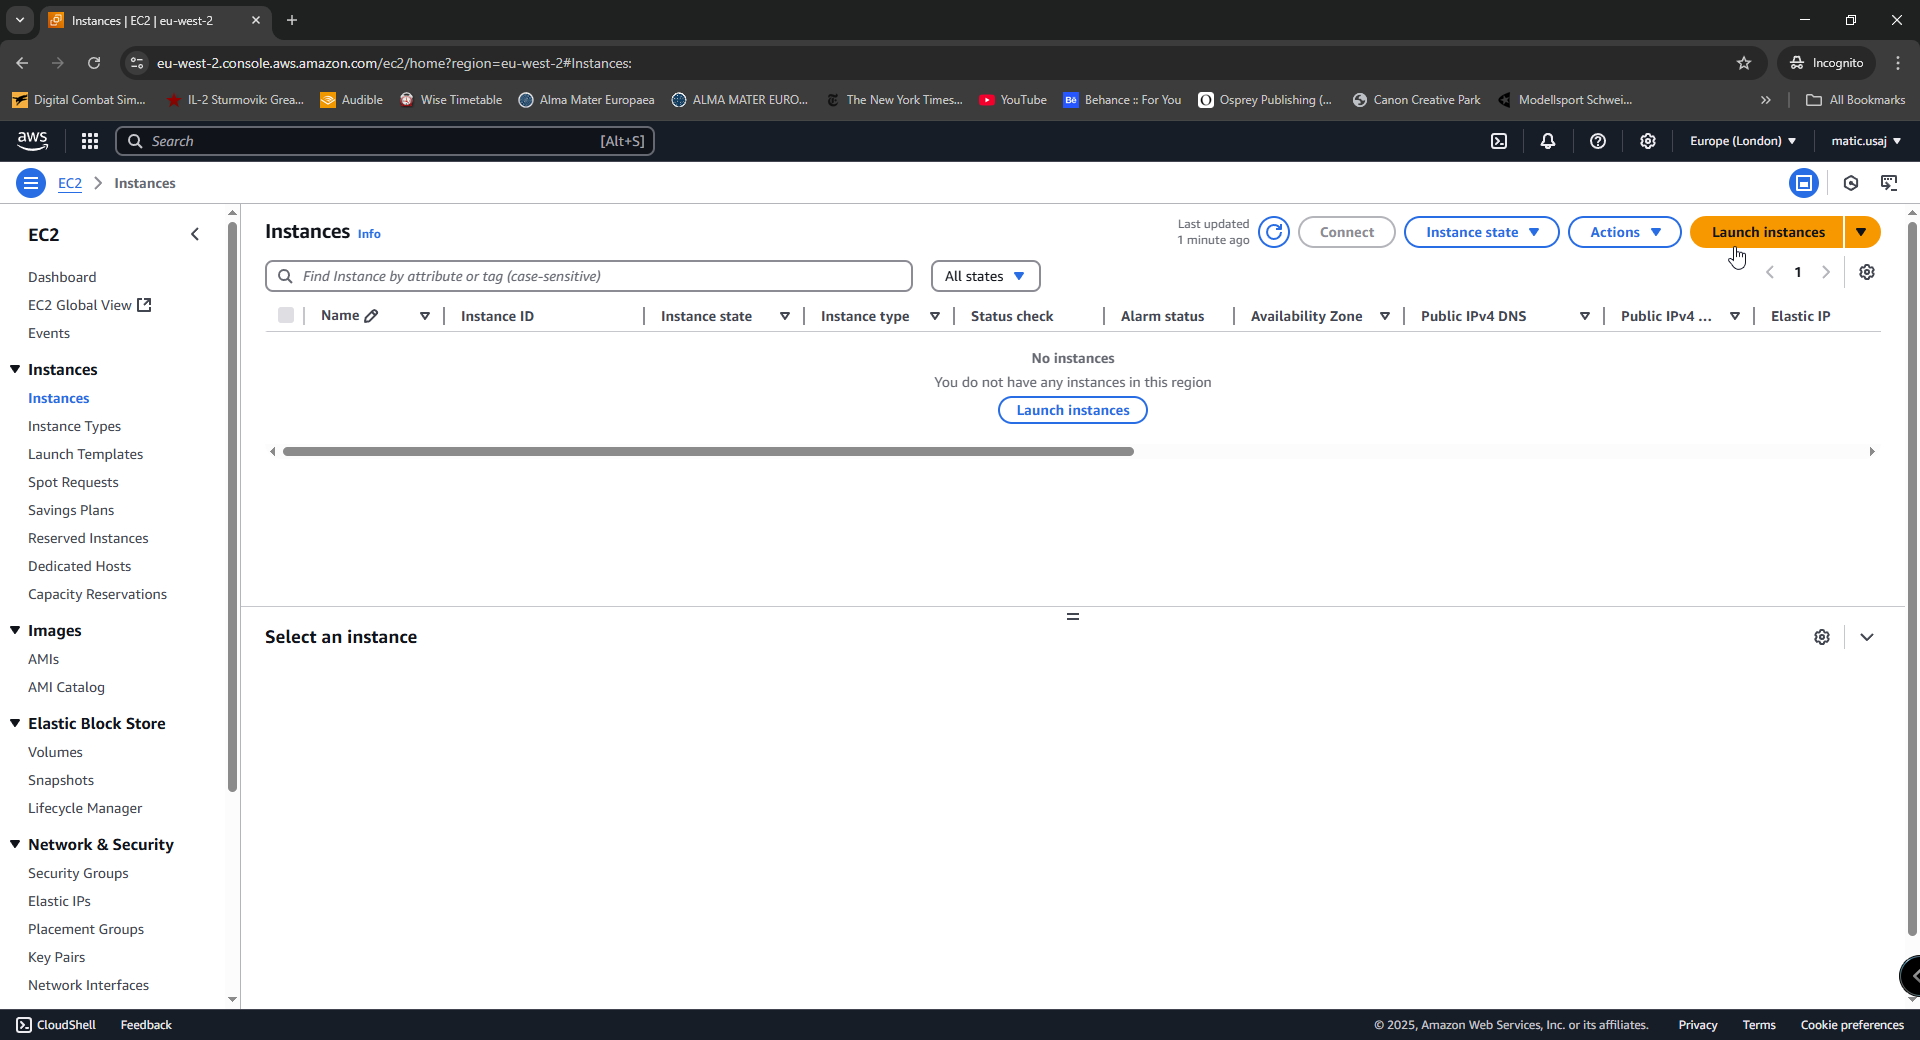 Instances | EC2 | eu-west-2
eu-west-2.console.aws.amazon.com/ec2/home?region=eu-west-2#Instances:
Incognito
Digital Combat Sim...
IL-2 Sturmovik: Grea...
Audible
Wise Timetable
Alma Mater Europaea
ALMA MATER EURO...
The New York Times...
YouTube
Bē Behance :: For You
Osprey Publishing (...
Canon Creative Park
Modellsport Schwei...
All Bookmarks
aws
Search
[Alt+S]
Europe (London)
matic.usaj
EC2
Instances
EC2
Dashboard
EC2 Global View
Events
Instances
Instances
Instance Types
Launch Templates
Spot Requests
Savings Plans
Reserved Instances
Dedicated Hosts
Capacity Reservations
Images
AMIs
AMI Catalog
Elastic Block Store
Volumes
Snapshots
Lifecycle Manager
Network & Security
Security Groups
Elastic IPs
Placement Groups
Key Pairs
Network Interfaces
Instances Info
Last updated
1 minute ago
Connect
Instance state
Actions
Launch instances
Find Instance by attribute or tag (case-sensitive)
All states
1
Name
Instance ID
Instance state
Instance type
Status check
Alarm status
Availability Zone
Public IPv4 DNS
Public IPv4 ...
Elastic IP
No instances
You do not have any instances in this region
Launch instances
Select an instance
CloudShell
Feedback
© 2025, Amazon Web Services, Inc. or its affiliates.
Privacy
Terms
Cookie preferences